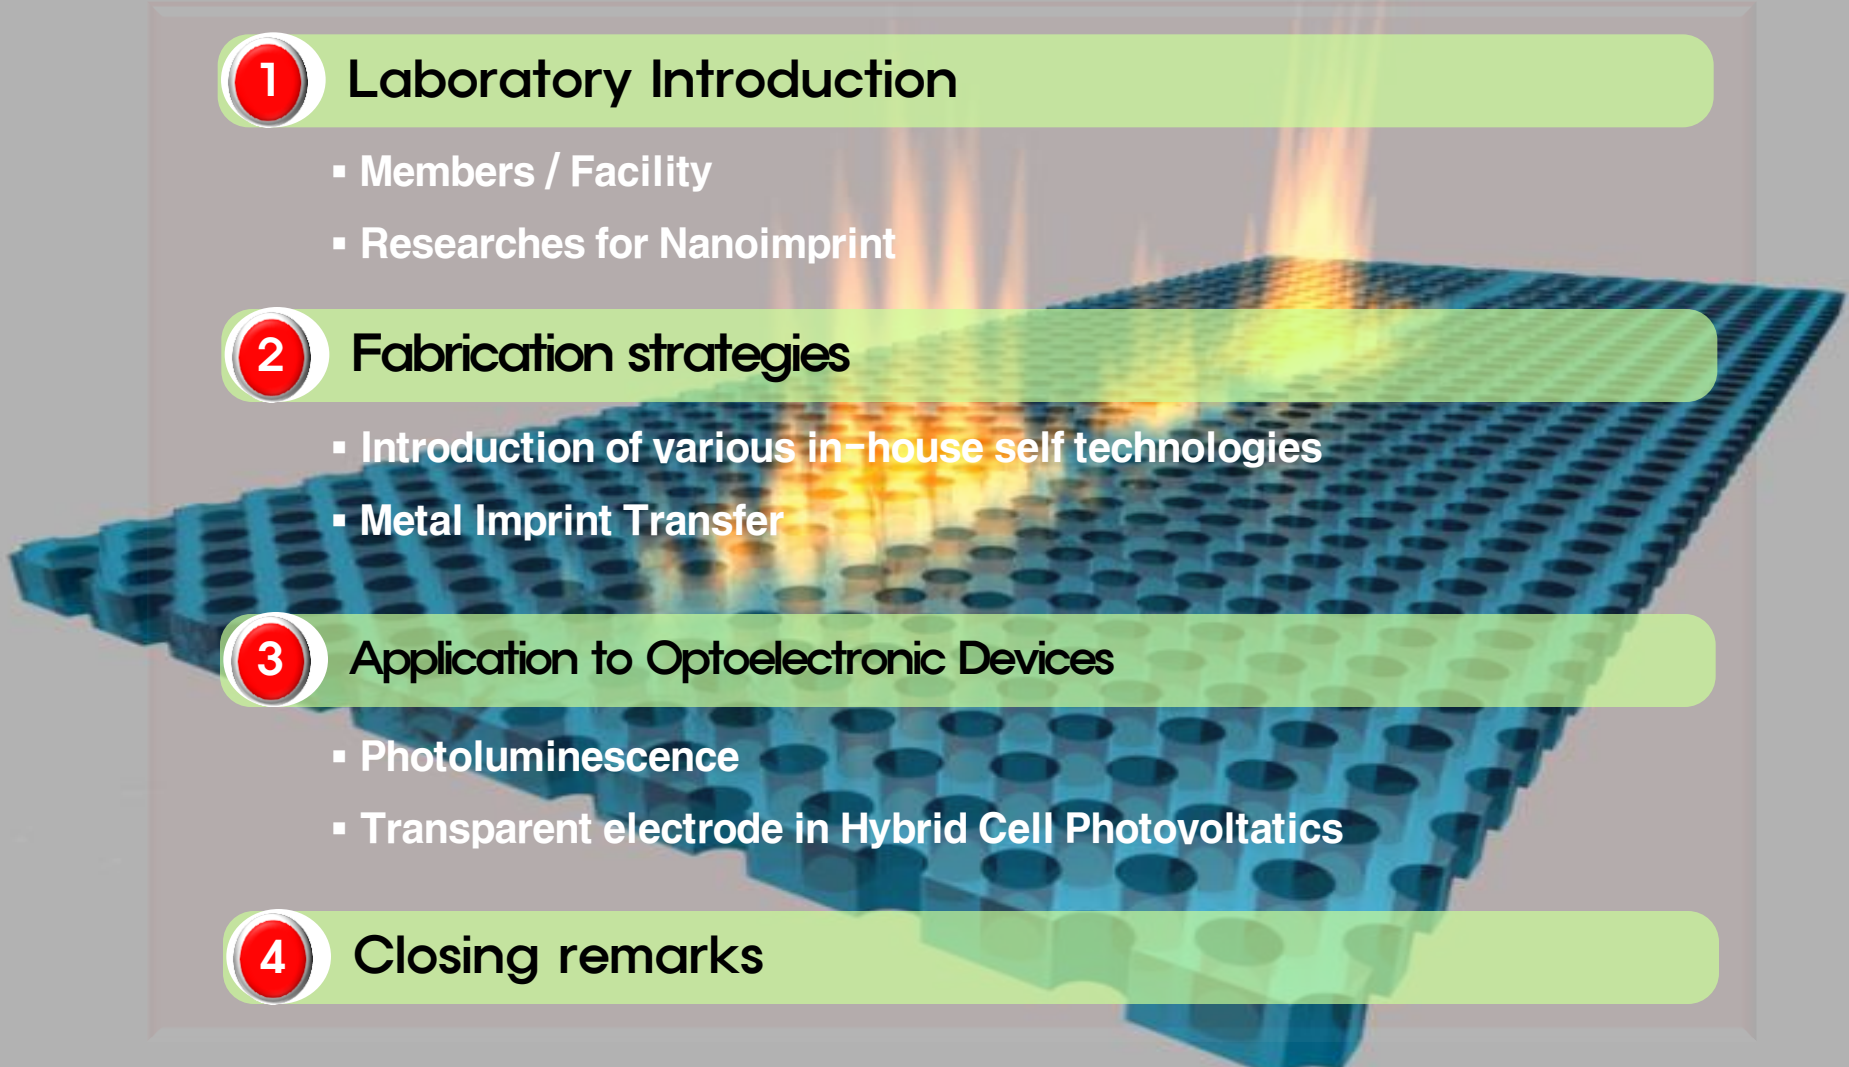 1 Laboratory Introduction
▪ Members / Facility
▪ Researches for Nanoimprint
2 Fabrication strategies
▪ Introduction of various in-house self technologies
▪ Metal Imprint Transfer
3 Application to Optoelectronic Devices
▪ Photoluminescence
▪ Transparent electrode in Hybrid Cell Photovoltatics
4 Closing remarks